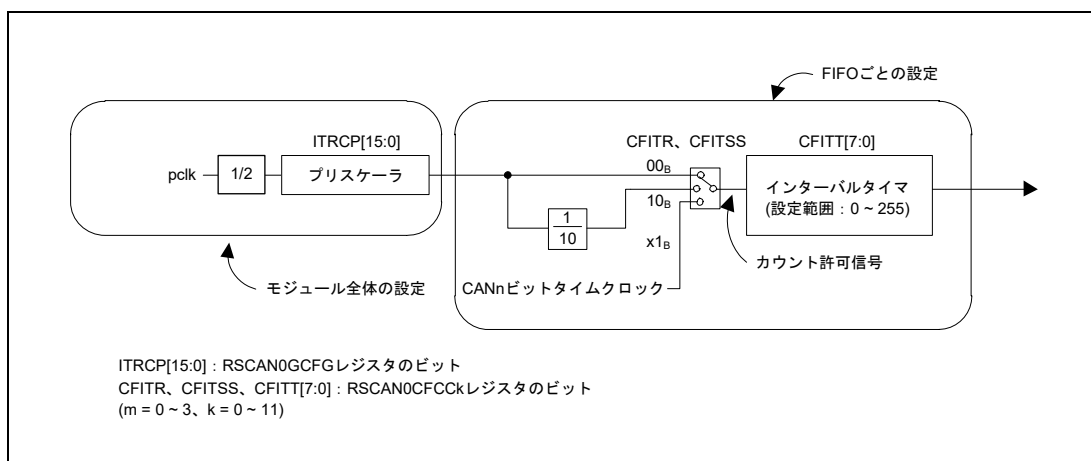 FIFOごとの設定
ITRCP[15:0]
CFITR、CFITSS
CFITT[7:0]
pclk
1/2
プリスケーラ
00B
10B
x1B
インターバルタイマ
(設定範囲:0 ~ 255)
1
10
カウント許可信号
モジュール全体の設定
CANnビットタイムクロック
ITRCP[15:0]:RSCAN0GCFGレジスタのビット
CFITR、CFITSS、CFITT[7:0]:RSCAN0CFCCkレジスタのビット
(m = 0 ~ 3、k = 0 ~ 11)